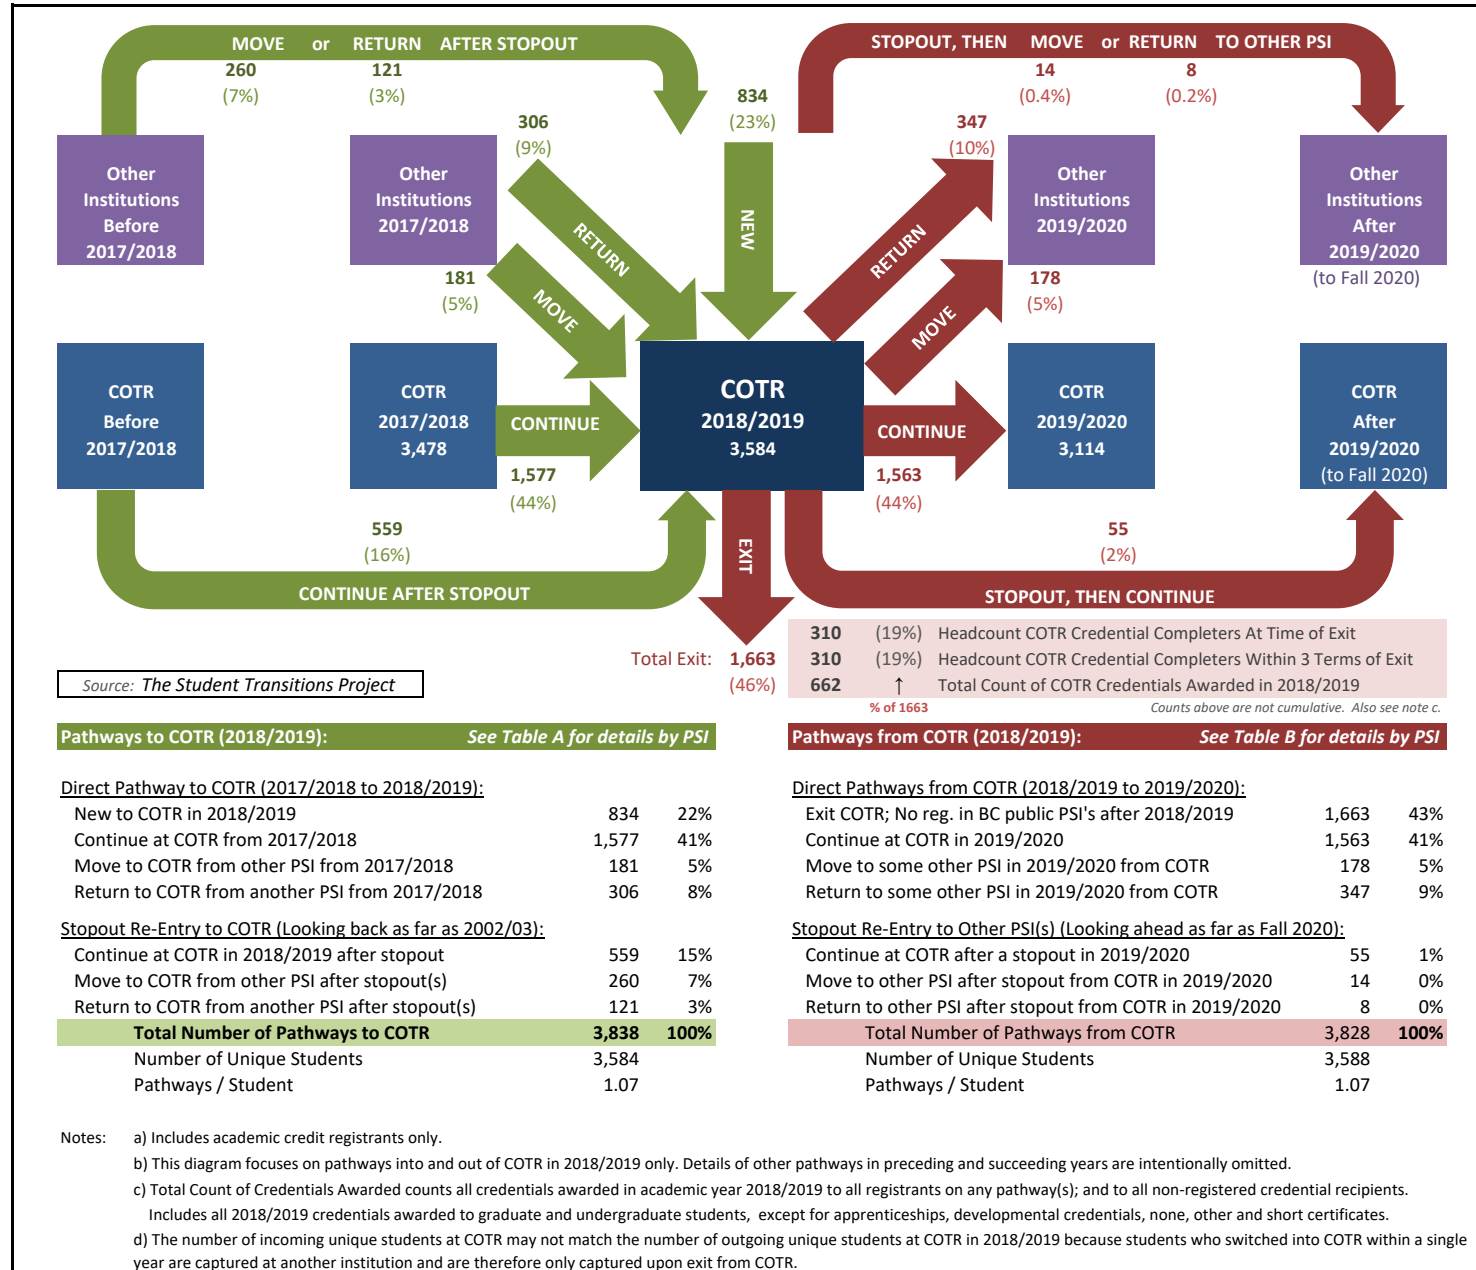 MOVE or RETURN AFTER STOPOUT
260 121
(7%) (3%)
STOPOUT, THEN MOVE or RETURN TO OTHER PSI
14 8
(0.4%) (0.2%)
834
(23%)
306
(9%)
347
(10%)
Other
Institutions
Before
2017/2018
Other
Institutions
2017/2018
Other
Institutions
2019/2020
Other
Institutions
After
2019/2020
(to Fall 2020)
NEW
RETURN
MOVE
181
(5%)
RETURN
MOVE
178
(5%)
COTR
Before
2017/2018
COTR
2017/2018
3,478
CONTINUE
1,577
(44%)
COTR
2018/2019
3,584
CONTINUE
1,563
(44%)
COTR
2019/2020
3,114
COTR
After
2019/2020
(to Fall 2020)
559
(16%)
CONTINUE AFTER STOPOUT
EXIT
55
(2%)
STOPOUT, THEN CONTINUE
Total Exit: 1,663
(46%)
310 (19%) Headcount COTR Credential Completers At Time of Exit
310 (19%) Headcount COTR Credential Completers Within 3 Terms of Exit
662 ↑ Total Count of COTR Credentials Awarded in 2018/2019
% of 1663 Counts above are not cumulative. Also see note c.
Source: The Student Transitions Project
Pathways to COTR (2018/2019): See Table A for details by PSI
Direct Pathway to COTR (2017/2018 to 2018/2019):
New to COTR in 2018/2019 834 22%
Continue at COTR from 2017/2018 1,577 41%
Move to COTR from other PSI from 2017/2018 181 5%
Return to COTR from another PSI from 2017/2018 306 8%
Stopout Re-Entry to COTR (Looking back as far as 2002/03):
Continue at COTR in 2018/2019 after stopout 559 15%
Move to COTR from other PSI after stopout(s) 260 7%
Return to COTR from another PSI after stopout(s) 121 3%
Total Number of Pathways to COTR 3,838 100%
Number of Unique Students 3,584
Pathways / Student 1.07
Pathways from COTR (2018/2019): See Table B for details by PSI
Direct Pathways from COTR (2018/2019 to 2019/2020):
Exit COTR; No reg. in BC public PSI's after 2018/2019 1,663 43%
Continue at COTR in 2019/2020 1,563 41%
Move to some other PSI in 2019/2020 from COTR 178 5%
Return to some other PSI in 2019/2020 from COTR 347 9%
Stopout Re-Entry to Other PSI(s) (Looking ahead as far as Fall 2020):
Continue at COTR after a stopout in 2019/2020 55 1%
Move to other PSI after stopout from COTR in 2019/2020 14 0%
Return to other PSI after stopout from COTR in 2019/2020 8 0%
Total Number of Pathways from COTR 3,828 100%
Number of Unique Students 3,588
Pathways / Student 1.07
Notes: a) Includes academic credit registrants only.
b) This diagram focuses on pathways into and out of COTR in 2018/2019 only. Details of other pathways in preceding and succeeding years are intentionally omitted.
c) Total Count of Credentials Awarded counts all credentials awarded in academic year 2018/2019 to all registrants on any pathway(s); and to all non-registered credential recipients.
Includes all 2018/2019 credentials awarded to graduate and undergraduate students, except for apprenticeships, developmental credentials, none, other and short certificates.
d) The number of incoming unique students at COTR may not match the number of outgoing unique students at COTR in 2018/2019 because students who switched into COTR within a single
year are captured at another institution and are therefore only captured upon exit from COTR.